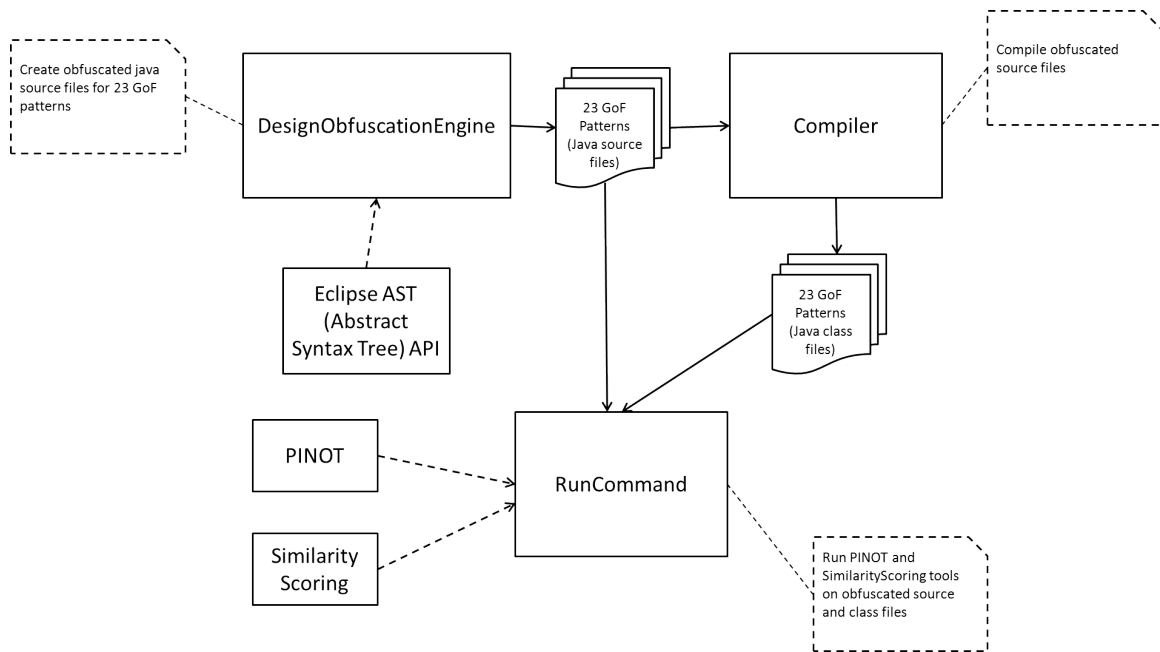 Create obfuscated java
source files for 23 GoF
patterns
DesignObfuscationEngine
23 GoF
Patterns
(Java source
files)
Compiler
Compile obfuscated
source files
Eclipse AST
(Abstract
Syntax Tree) API
23 GoF
Patterns
(Java class
files)
PINOT
RunCommand
Similarity
Scoring
Run PINOT and
SimilarityScoring tools
on obfuscated source
and class files